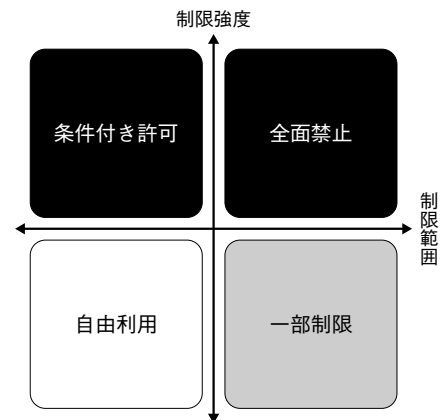 制限強度
条件付き許可
全面禁止
制限範囲
自由利用
一部制限